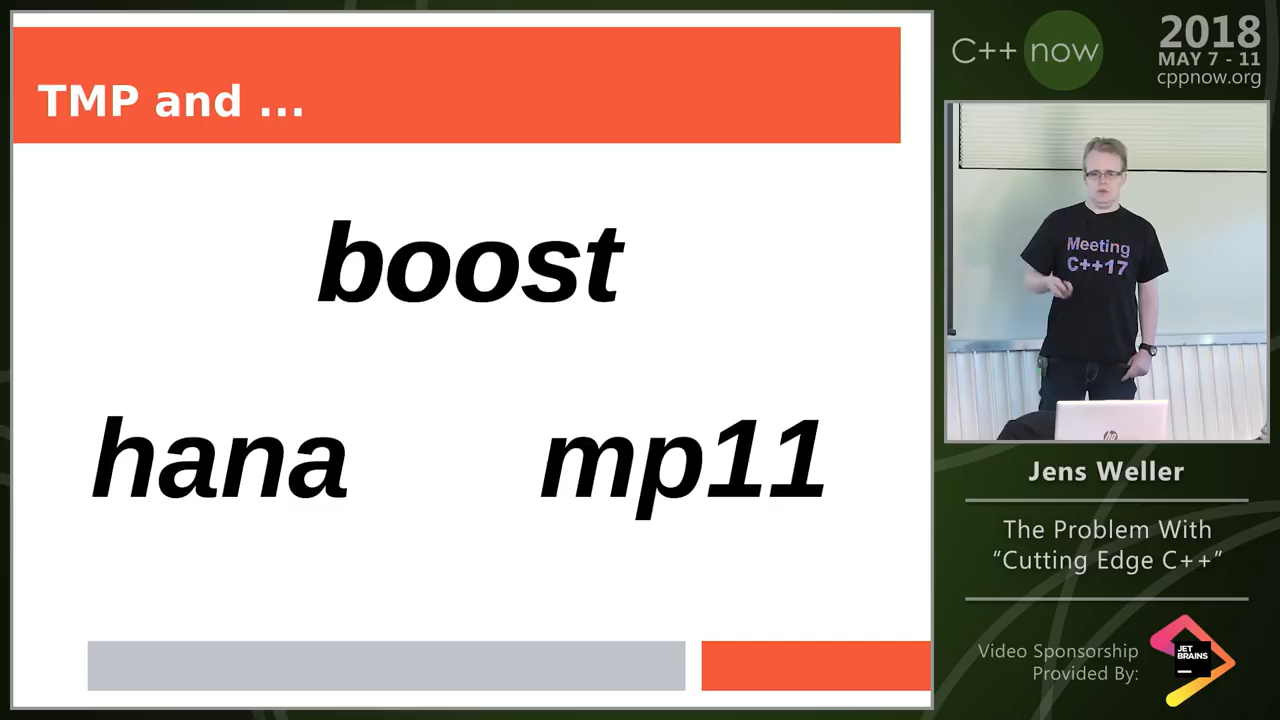 TMP and ...
boost
hana mp11
C++ now
2018
MAY 7 - 11
cppnow.org
Meeting
C++17
hp
Jens Weller
The Problem With
“Cutting Edge C++”
Video Sponsorship
Provided By:
JET
BRAINS